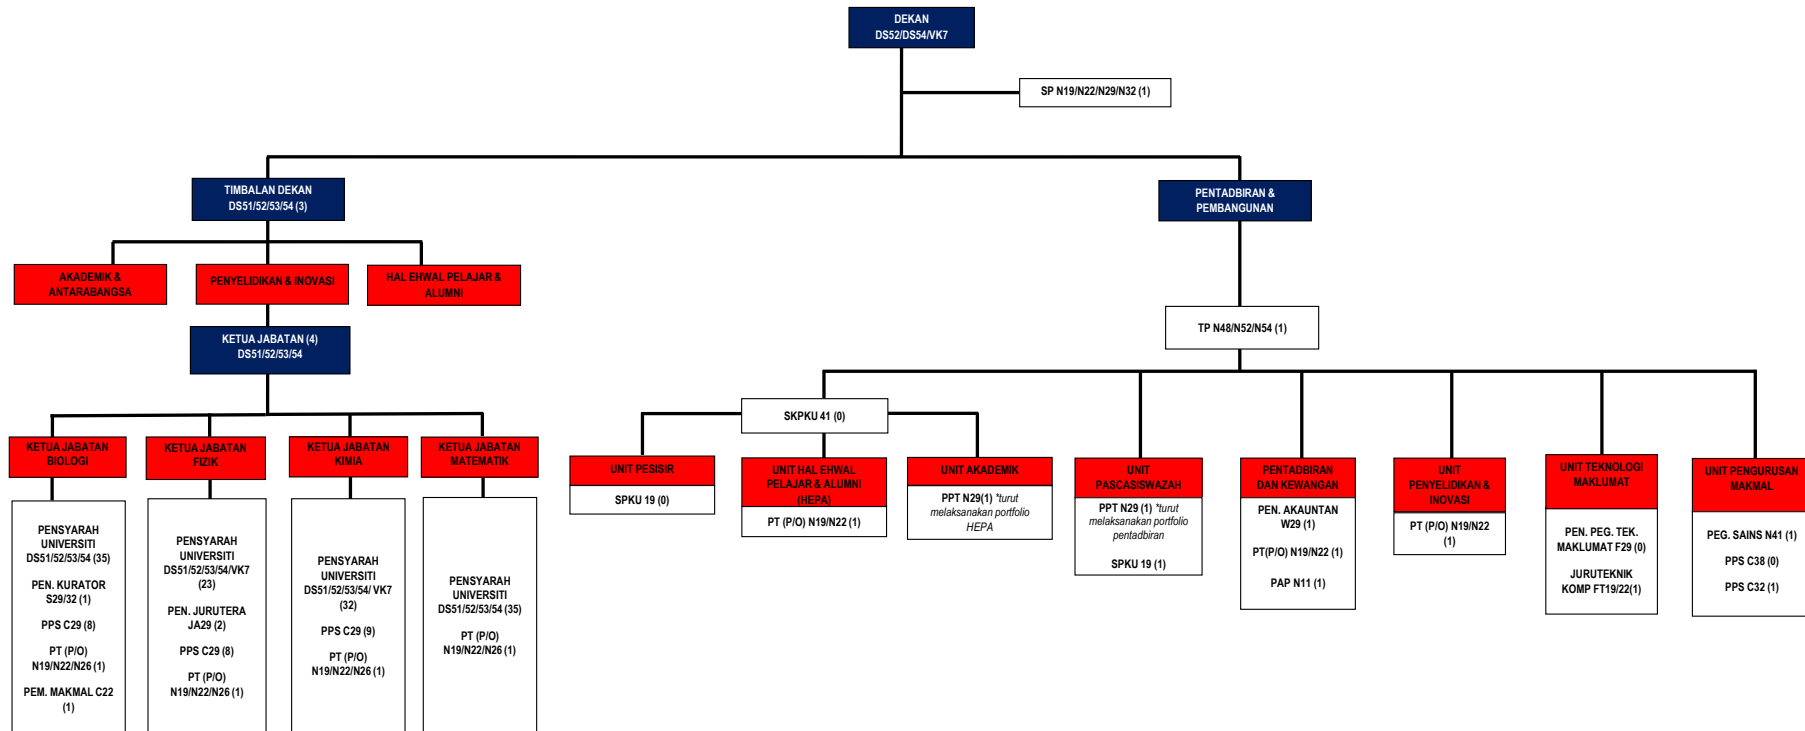 DEKAN
DS52/DS54/VK7
SP N19/N22/N29/N32 (1)
TIMBALAN DEKAN
DS51/52/53/54 (3)
PENTADBIRAN &
PEMBANGUNAN
AKADEMIK &
ANTARABANGSA
PENYELIDIKAN & INOVASI
HAL EHWAL PELAJAR &
ALUMNI
KETUA JABATAN (4)
DS51/52/53/54
TP N48/N52/N54 (1)
SKPKU 41 (0)
KETUA JABATAN
BIOLOGI
KETUA JABATAN
FIZIK
KETUA JABATAN
KIMIA
KETUA JABATAN
MATEMATIK
PENSYARAH
UNIVERSITI
DS51/52/53/54 (35)
PEN. KURATOR
S29/32 (1)
PPS C29 (8)
PT (P/O)
N19/N22/N26 (1)
PEM. MAKMAL C22
(1)
PENSYARAH
UNIVERSITI
DS51/52/53/54/VK7
(23)
PEN. JURUTERA
JA29 (2)
PPS C29 (8)
PT (P/O)
N19/N22/N26 (1)
PENSYARAH
UNIVERSITI
DS51/52/53/54/ VK7
(32)
PPS C29 (9)
PT (P/O)
N19/N22/N26 (1)
PENSYARAH
UNIVERSITI
DS51/52/53/54 (35)
PT (P/O)
N19/N22/N26 (1)
UNIT PESISIR
SPKU 19 (0)
UNIT HAL EHWAL
PELAJAR & ALUMNI
(HEPA)
PT (P/O) N19/N22 (1)
UNIT AKADEMIK
PPT N29(1) *turut
melaksanakan portfolio
HEPA
UNIT
PASCASISWAZAH
PPT N29 (1) *turut
melaksanakan portfolio
pentadbiran
SPKU 19 (1)
PENTADBIRAN
DAN KEWANGAN
PEN. AKAUNTAN
W29 (1)
PT(P/O) N19/N22 (1)
PAP N11 (1)
UNIT
PENYELIDIKAN &
INOVASI
PT (P/O) N19/N22
(1)
UNIT TEKNOLOGI
MAKLUMAT
PEN. PEG. TEK.
MAKLUMAT F29 (0)
JURUTEKNIK
KOMP FT19/22(1)
UNIT PENGURUSAN
MAKMAL
PEG. SAINS N41 (1)
PPS C38 (0)
PPS C32 (1)